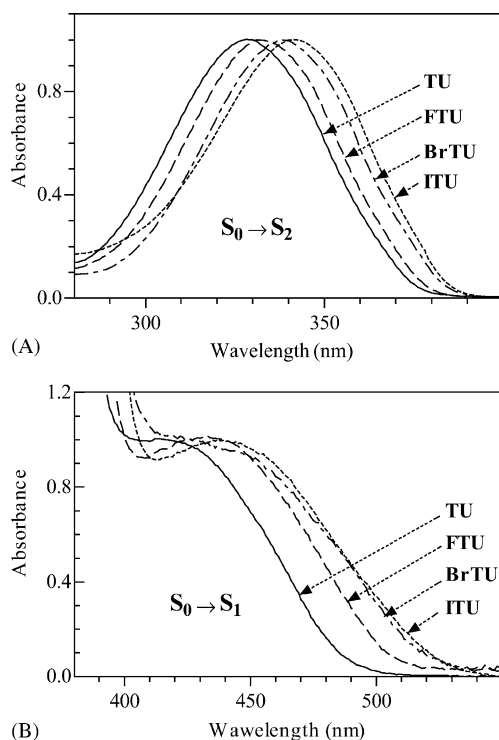 Absorbance
0.8
0.4
0.0
TU
FTU
BrTU
ITU
S0→S2
300
350
(A)
Wavelength (nm)
1.2
Absorbance
0.8
0.4
0.0
TU
FTU
BrTU
ITU
S0→S1
400
450
500
(B)
Wawelength (nm)